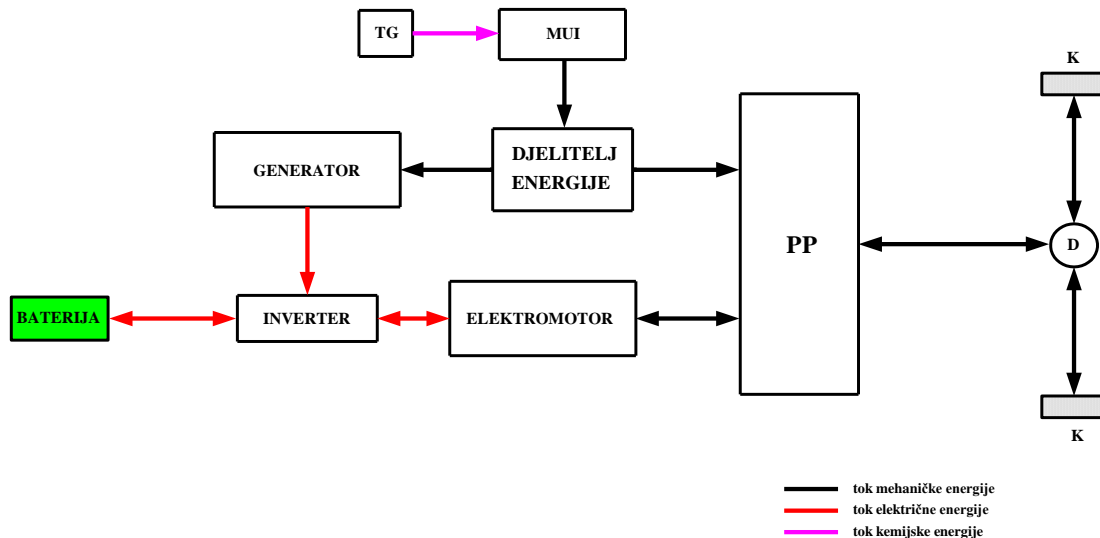 TG
MUI
K
GENERATOR
DJELITELJ
ENERGIJE
PP
D
BATERIJA
INVERTER
ELEKTROMOTOR
K
tok mehaničke energije
tok električne energije
tok kemijske energije